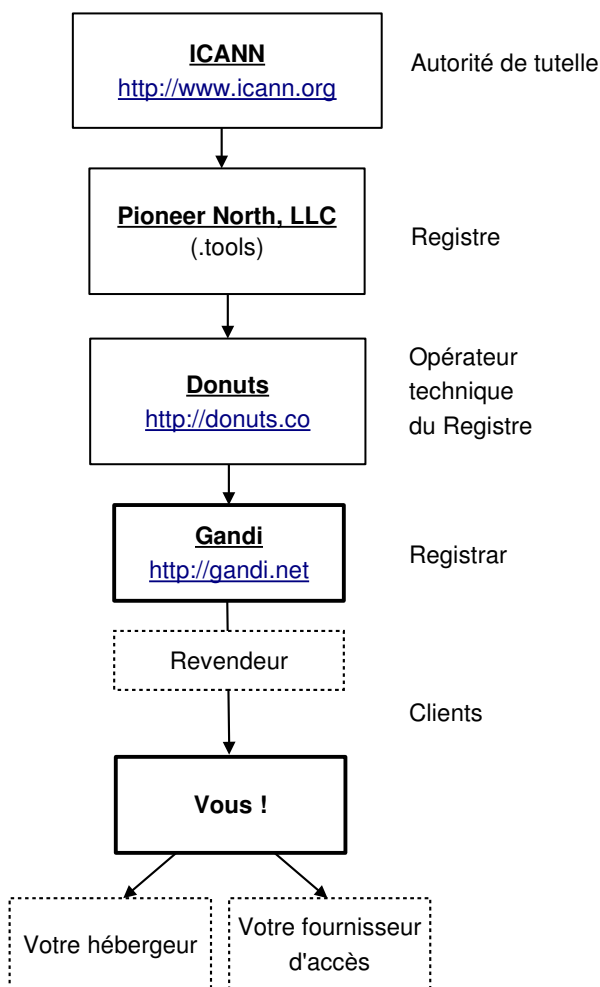 ICANN
http://www.icann.org
Autorité de tutelle
Pioneer North, LLC
(.tools)
Registre
Donuts
http://donuts.co
Opérateur
technique
du Registre
Gandi
http://gandi.net
Registrar
Revendeur
Clients
Vous !
Votre hébergeur
Votre fournisseur
d'accès